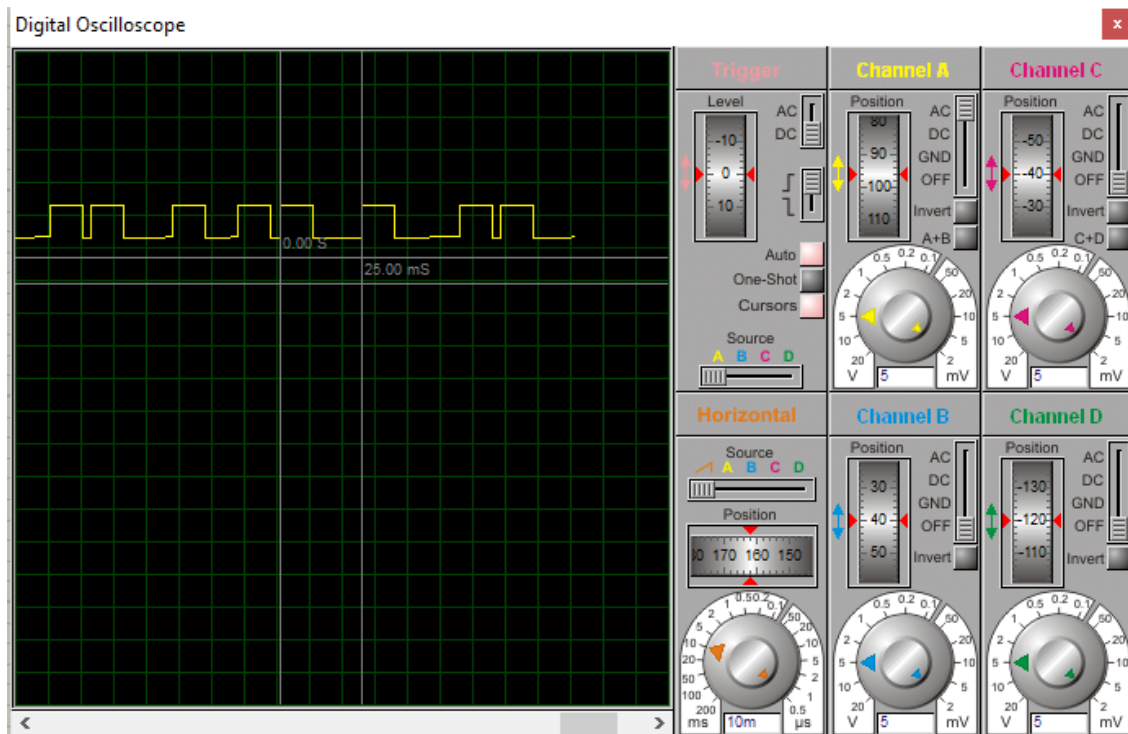 Digital Oscilloscope
x
0.00 S
25.00 mS
Trigger
Level
-10
0
10
AC
DC
Auto
One-Shot
Cursors
Source
A B C D
Channel A
Position
80
90
100
110
AC
DC
GND
OFF
Invert
A+B
20 10 5 2 1 0.5 0.2 0.1 50 20 10 5 2
V 5 mV
Channel C
Position
-50
-40
-30
AC
DC
GND
OFF
Invert
C+D
20 10 5 2 1 0.5 0.2 0.1 50 20 10 5 2
V 5 mV
Horizontal
Source
A B C D
Position
170 160 150
200 100 50 20 10 5 2 1 0.5 0.2 0.1 50 20 10 5 2 1 0.5
ms 10m µs
Channel B
Position
30
40
50
AC
DC
GND
OFF
Invert
20 10 5 2 1 0.5 0.2 0.1 50 20 10 5 2
V 5 mV
Channel D
Position
-130
-120
-110
AC
DC
GND
OFF
Invert
20 10 5 2 1 0.5 0.2 0.1 50 20 10 5 2
V 5 mV